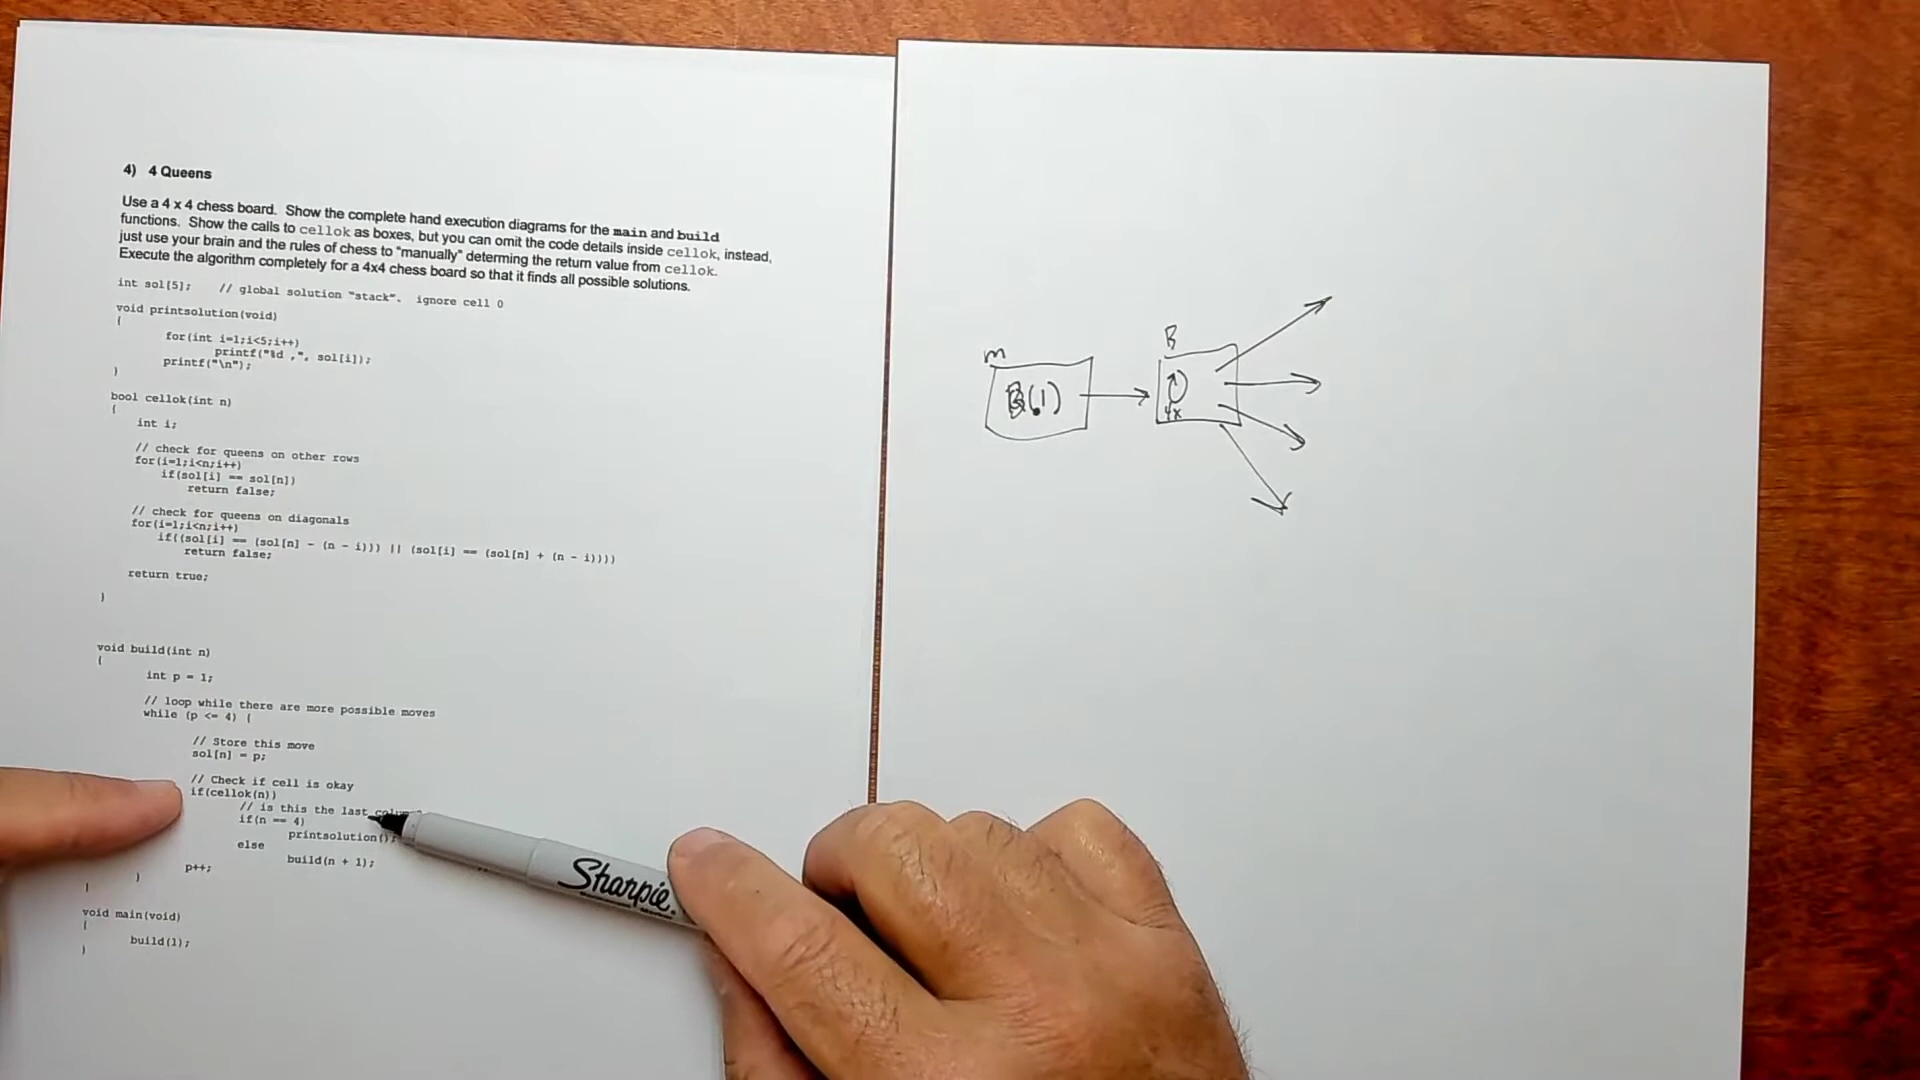 4) 4 Queens
Use a 4 x 4 chess board. Show the complete hand execution diagrams for the main and build
functions. Show the calls to cellok as boxes, but you can omit the code details inside cellok, instead,
just use your brain and the rules of chess to "manually" determing the return value from cellok.
Execute the algorithm completely for a 4x4 chess board so that it finds all possible solutions.
int sol[5]; // global solution "stack". ignore cell 0
void printsolution(void)
{
for(int i=1;i<5;i++)
printf("%d ,", sol[i]);
printf("\n");
}
bool cellok(int n)
{
int i;
// check for queens on other rows
for(i=1;i<n;i++)
if(sol[i] == sol[n])
return false;
// check for queens on diagonals
for(i=1;i<n;i++)
if((sol[i] == (sol[n] - (n - i))) || (sol[i] == (sol[n] + (n - i))))
return false;
return true;
}
void build(int n)
{
int p = 1;
// loop while there are more possible moves
while (p <= 4) {
// Store this move
sol[n] = p;
// Check if cell is okay
if(cellok(n))
// is this the last
if(n == 4)
printsolution();
else
build(n + 1);
p++;
}
}
void main(void)
{
build(1);
}
m
B(1)
B
4x
Sharpie.